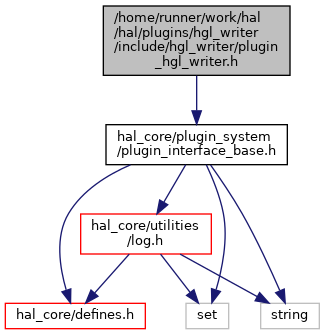 /home/runner/work/hal
/hal/plugins/hgl_writer
/include/hgl_writer/plugin
_hgl_writer.h
hal_core/plugin_system
/plugin_interface_base.h
hal_core/utilities
/log.h
hal_core/defines.h
set
string